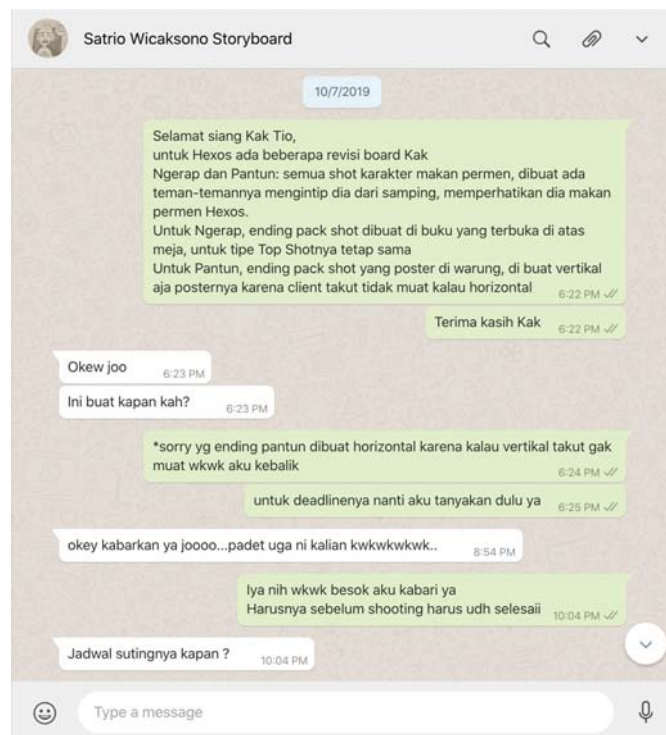 Satrio Wicaksono Storyboard
10/7/2019
Selamat siang Kak Tio,
untuk Hexos ada beberapa revisi board Kak
Ngerap dan Pantun: semua shot karakter makan permen, dibuat ada
teman-temannya mengintip dia dari samping, memperhatikan dia makan
permen Hexos.
Untuk Ngerap, ending pack shot dibuat di buku yang terbuka di atas
meja, untuk tipe Top Shotnya tetap sama
Untuk Pantun, ending pack shot yang poster di warung, di buat vertikal
aja posternya karena client takut tidak muat kalau horizontal
6:22 PM
Terima kasih Kak
6:22 PM
Okew joo
6:23 PM
Ini buat kapan kah?
6:23 PM
*sorry yg ending pantun dibuat horizontal karena kalau vertikal takut gak
muat wkwk aku kebalik
6:24 PM
untuk deadlinenya nanti aku tanyakan dulu ya
6:25 PM
okey kabarkan ya joooo...padet uga ni kalian kwkwkwkwk..
8:54 PM
Iya nih wkwk besok aku kabari ya
Harusnya sebelum shooting harus udh selesaii
10:04 PM
Jadwal sutingnya kapan ?
10:04 PM
Type a message